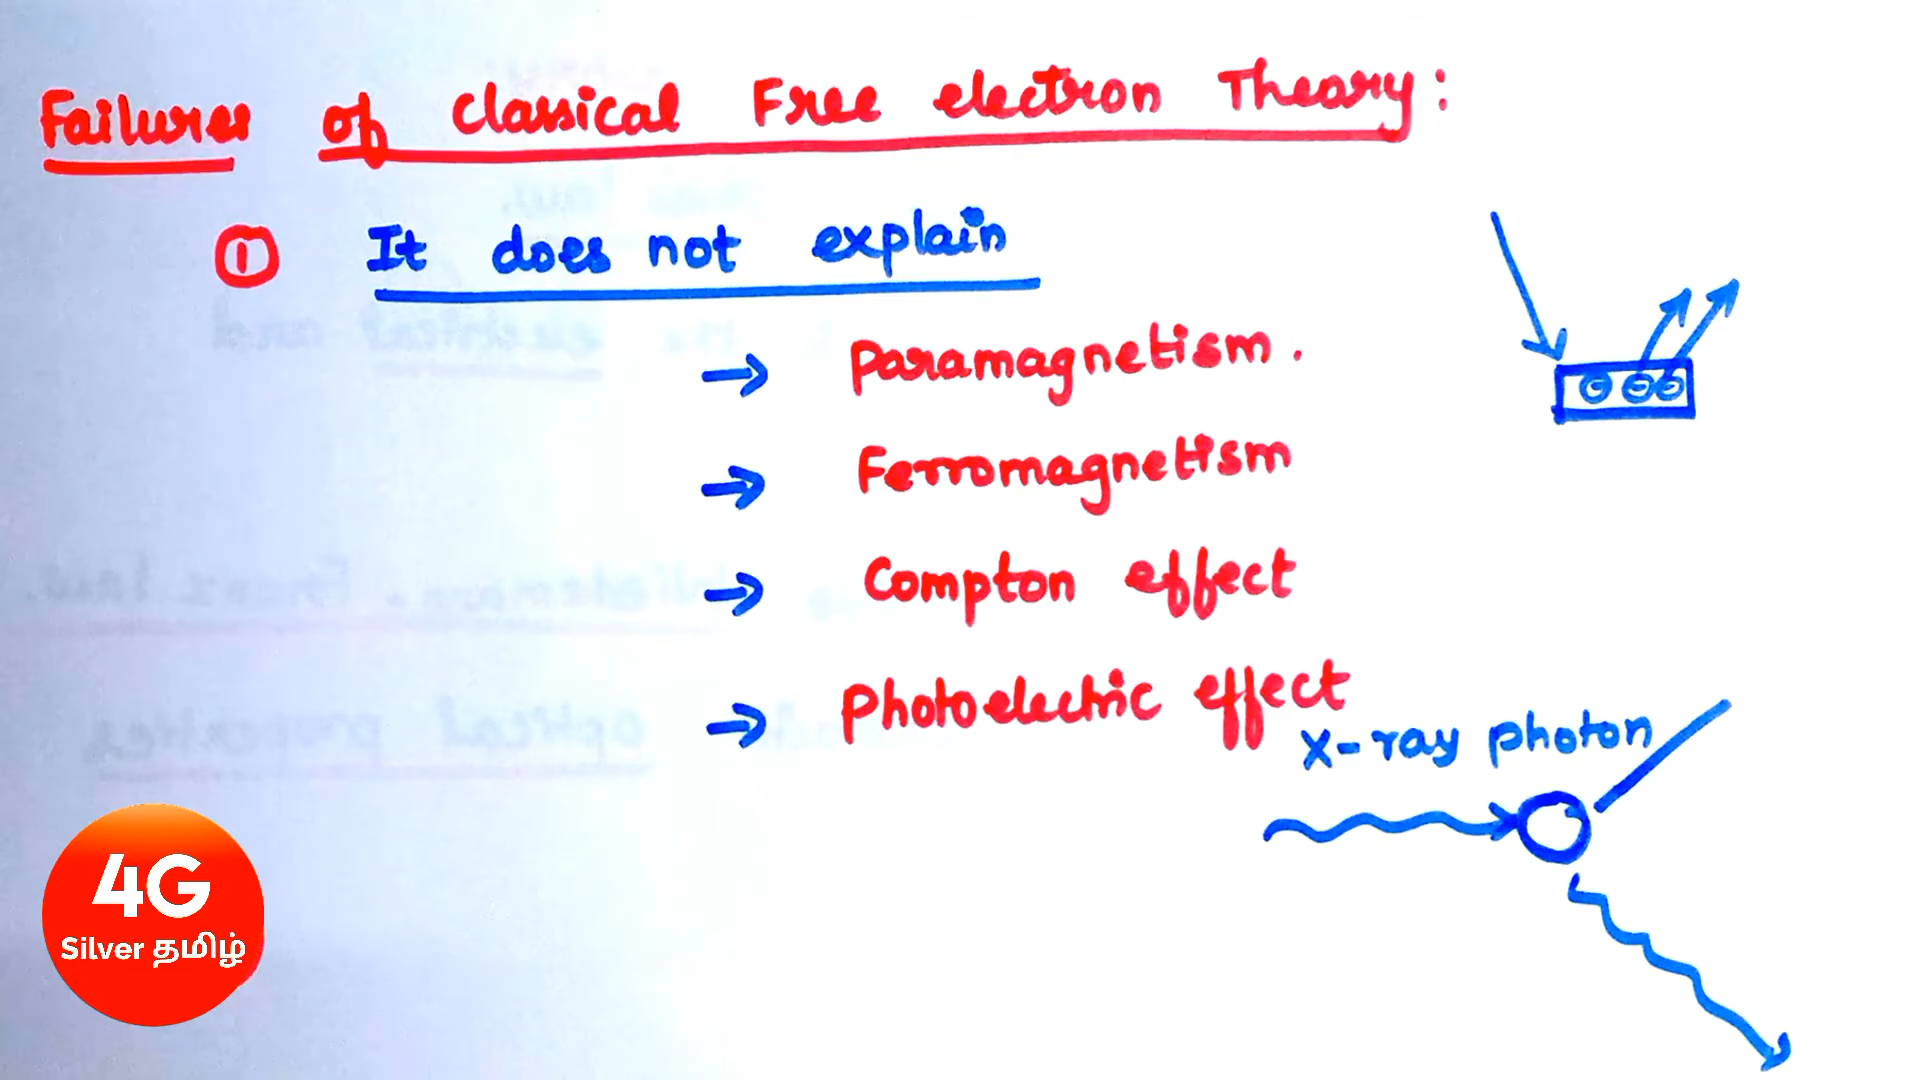 Failures of Classical Free electron Theory:
① It does not explain
→ Paramagnetism.
→ Ferromagnetism
→ Compton effect
→ Photoelectric effect
X-ray photon
4G
Silver தமிழ்